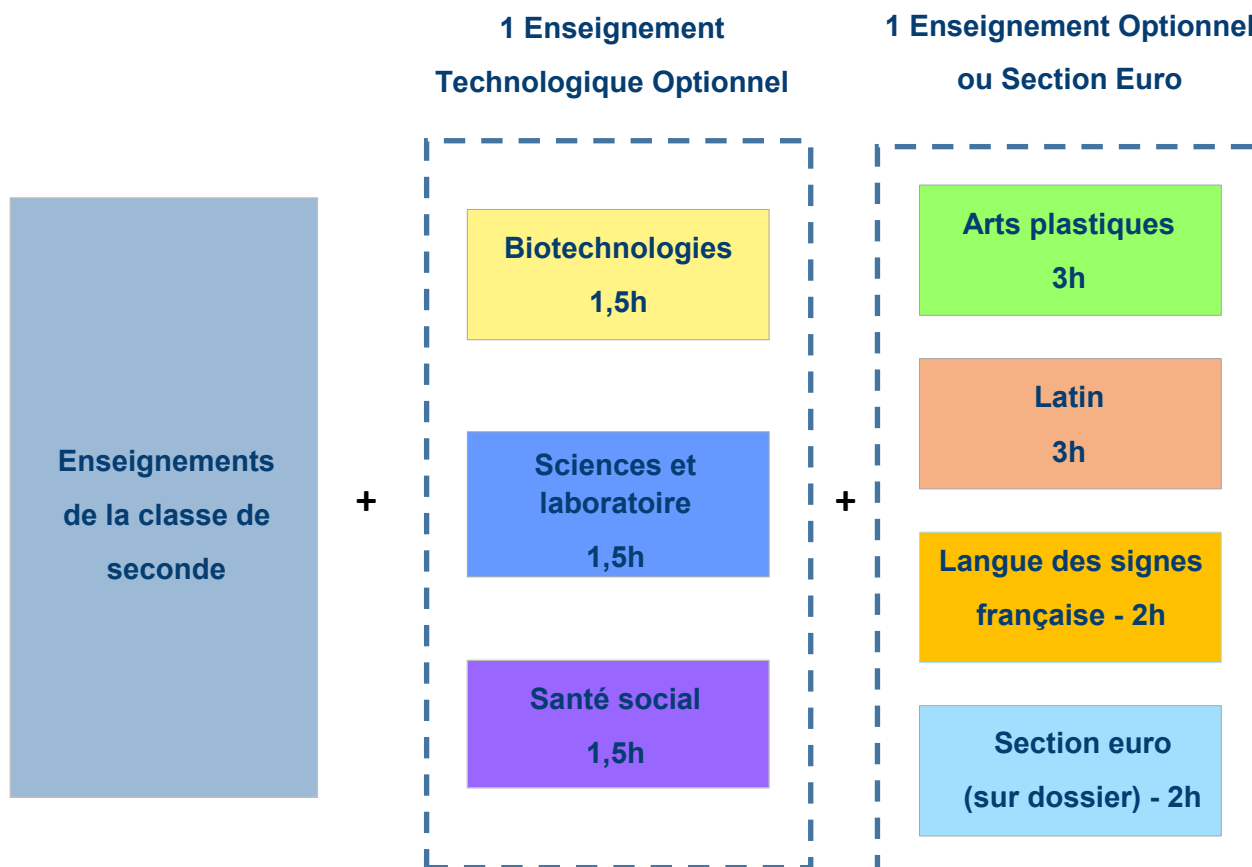 1 Enseignement
Technologique Optionnel
1 Enseignement Optionnel
ou Section Euro
Enseignements
de la classe de
seconde
+
Biotechnologies
1,5h
Sciences et
laboratoire
1,5h
Santé social
1,5h
+
Arts plastiques
3h
Latin
3h
Langue des signes
française - 2h
Section euro
(sur dossier) - 2h